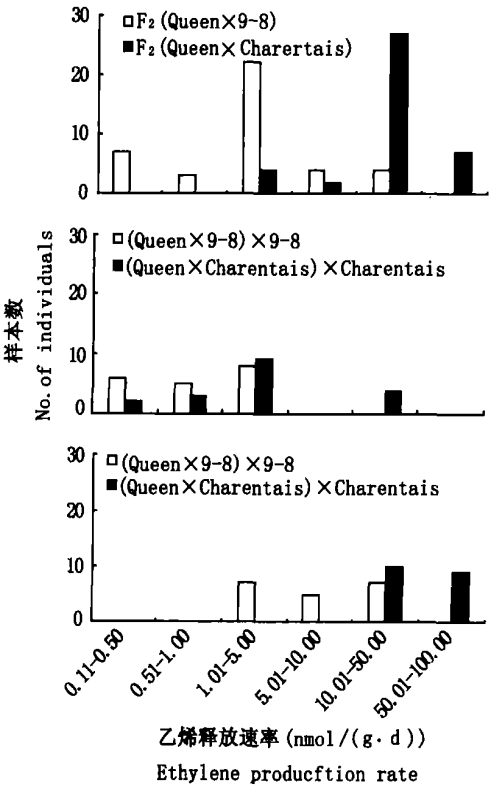 30
20
10
0
F₂(Queen×9-8)
F₂(Queen×Charertais)
30
20
10
0
(Queen×9-8)×9-8
(Queen×Charentais)×Charentais
样本数
No. of individuals
30
20
10
0
(Queen×9-8)×9-8
(Queen×Charentais)×Charentais
0.11-0.50
0.51-1.00
1.01-5.00
5.01-10.00
10.01-50.00
50.01-100.00
乙烯释放速率(nmol/(g·d))
Ethylene producftion rate